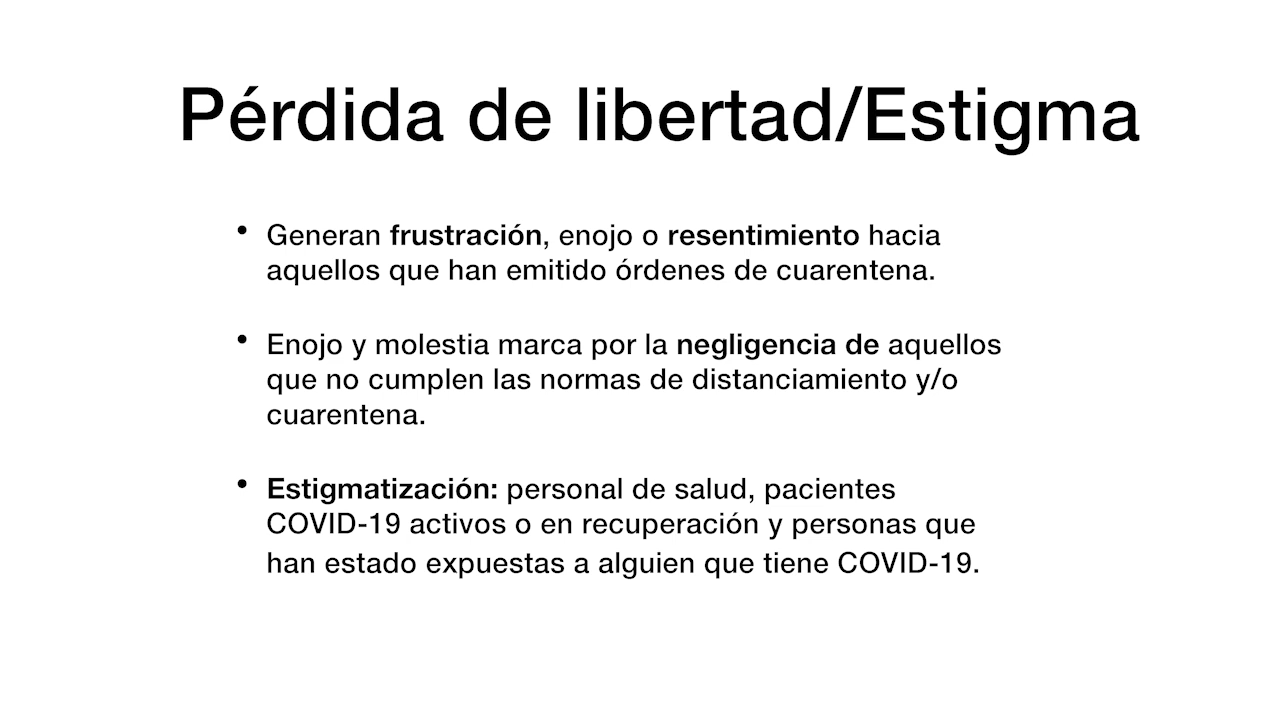 Pérdida de libertad/Estigma
• Generan frustración, enojo o resentimiento hacia
aquellos que han emitido órdenes de cuarentena.
• Enojo y molestia marca por la negligencia de aquellos
que no cumplen las normas de distanciamiento y/o
cuarentena.
• Estigmatización: personal de salud, pacientes
COVID-19 activos o en recuperación y personas que
han estado expuestas a alguien que tiene COVID-19.